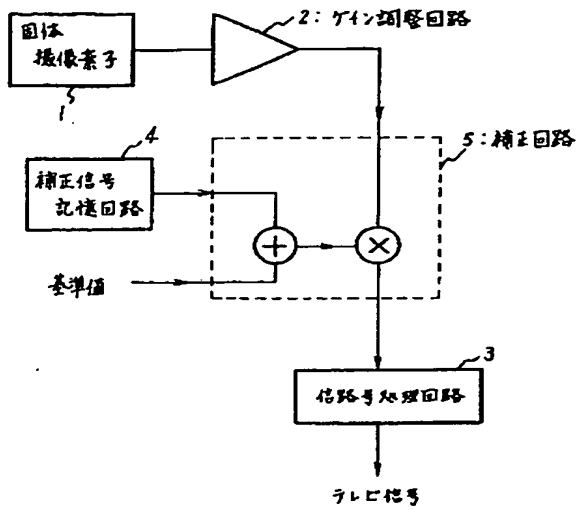 固体
撮像素子
1
2:ゲイン調整回路
4
補正信号
記憶回路
5:補正回路
+
×
基準値
3
信路号処理回路
テレビ信号